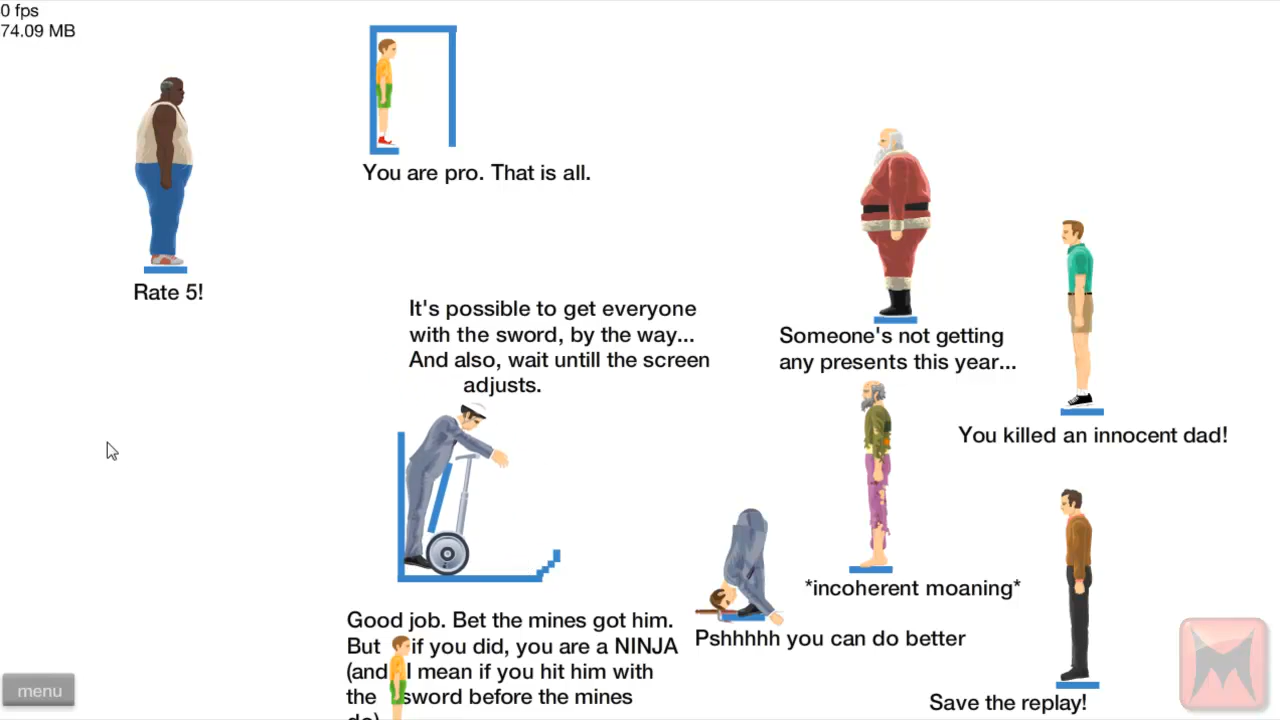 0 fps
74.09 MB
You are pro. That is all.
Rate 5!
It's possible to get everyone
with the sword, by the way...
And also, wait untill the screen
adjusts.
Someone's not getting
any presents this year...
You killed an innocent dad!
*incoherent moaning*
Good job. Bet the mines got him.
But if you did, you are a NINJA
(and I mean if you hit him with
the sword before the mines
do)
Pshhhhh you can do better
menu
Save the replay!